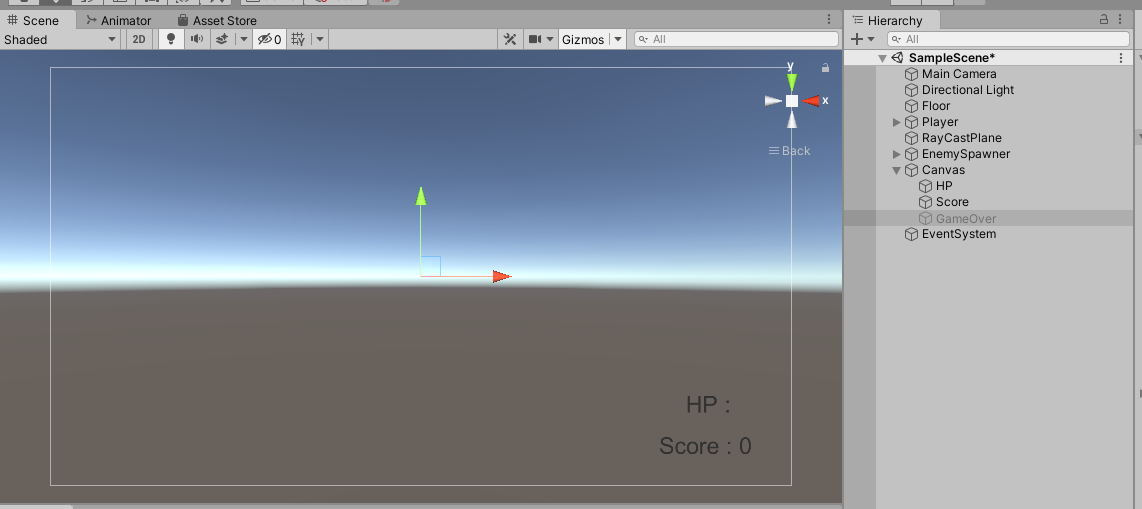 Scene Animator Asset Store
Shaded 2D 0 Gizmos All
y
x
Back
HP :
Score : 0
Hierarchy
All
SampleScene*
Main Camera
Directional Light
Floor
Player
RayCastPlane
EnemySpawner
Canvas
HP
Score
GameOver
EventSystem